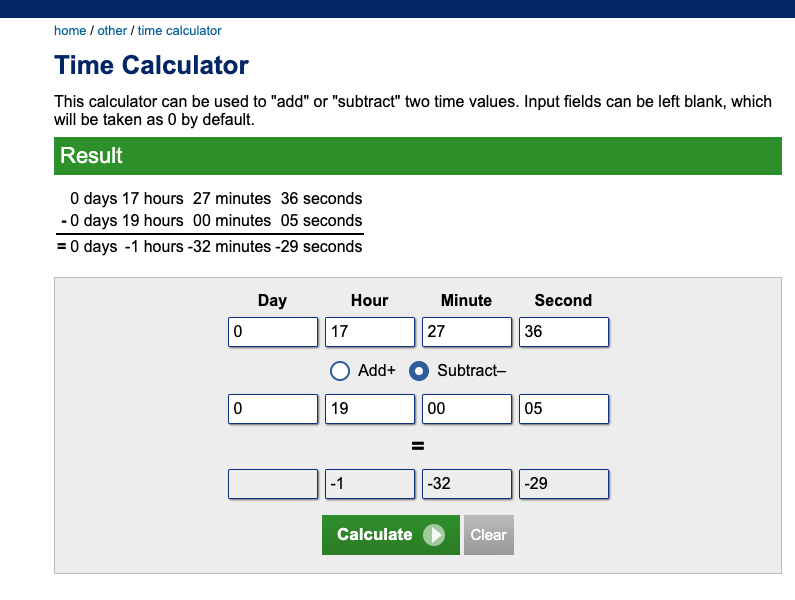 home / other / time calculator
Time Calculator
This calculator can be used to "add" or "subtract" two time values. Input fields can be left blank, which
will be taken as 0 by default.
Result
0 days 17 hours 27 minutes 36 seconds
- 0 days 19 hours 00 minutes 05 seconds
= 0 days -1 hours -32 minutes -29 seconds
Day Hour Minute Second
0 17 27 36
Add+ Subtract–
0 19 00 05
=
-1 -32 -29
Calculate Clear